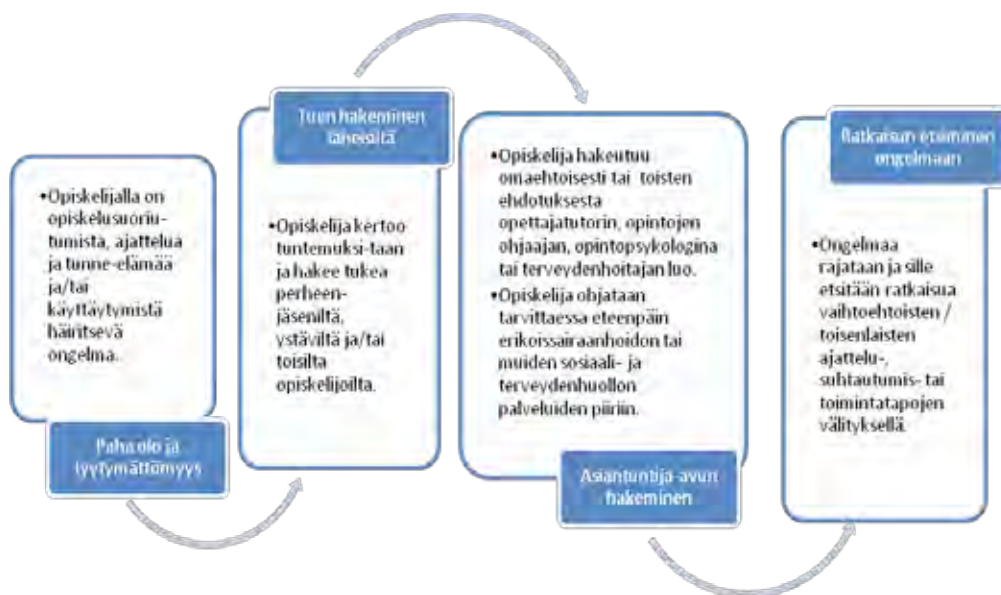 •Opiskelijalla on
opiskelusuoriu-
tumista, ajattelua
ja tunne-elämää
ja/tai
käyttäytymistä
häiritsevä
ongelma.
Paha olo ja
tyytymättömyys
Tuen hakeminen
läheisiltä
•Opiskelija kertoo
tuntemuksi-taan
ja hakee tukea
perheen-
jäseniltä,
ystäviltä ja/tai
toisilta
opiskelijoilta.
•Opiskelija hakeutuu
omaehtoisesti tai toisten
ehdotuksesta
opettajatutorin, opintojen
ohjaajan, opintopsykologina
tai terveydenhoitajan luo.
•Opiskelija ohjataan
tarvittaessa eteenpäin
erikoissairaanhoidon tai
muiden sosiaali- ja
terveydenhuollon
palveluiden piiriin.
Asiantuntija-avun
hakeminen
Ratkaisun etsiminen
ongelmaan
•Ongelmaa
rajataan ja sille
etsitään ratkaisua
vaihtoehtoisten /
toisenlaisten
ajattelu-,
suhtautumis- tai
toimintatapojen
välityksellä.